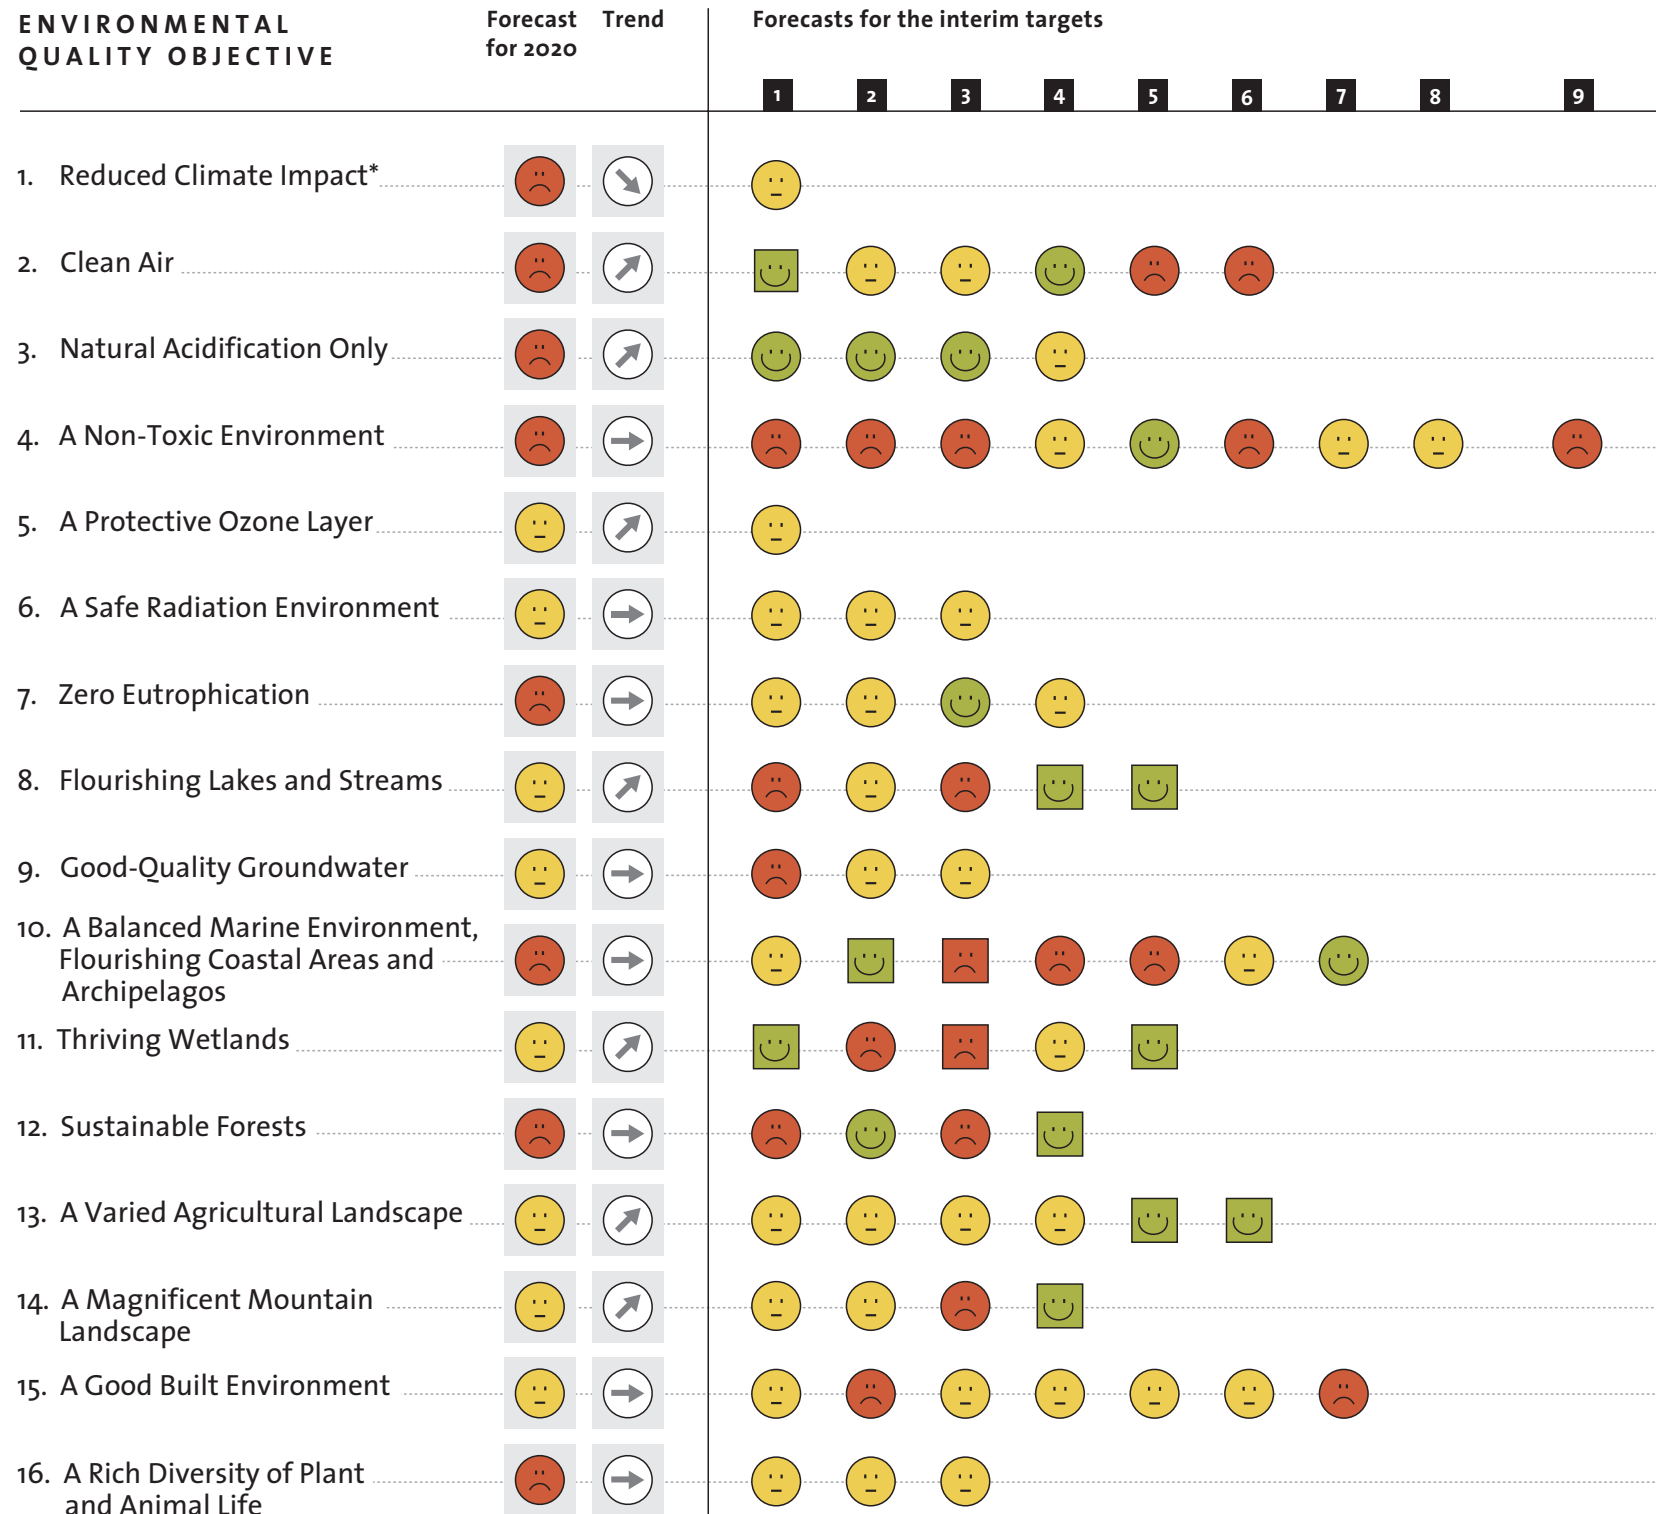 ENVIRONMENTAL
QUALITY OBJECTIVE
Forecast
for 2020
Trend
Forecasts for the interim targets
1 2 3 4 5 6 7 8 9
1. Reduced Climate Impact*
2. Clean Air
3. Natural Acidification Only
4. A Non-Toxic Environment
5. A Protective Ozone Layer
6. A Safe Radiation Environment
7. Zero Eutrophication
8. Flourishing Lakes and Streams
9. Good-Quality Groundwater
10. A Balanced Marine Environment,
Flourishing Coastal Areas and
Archipelagos
11. Thriving Wetlands
12. Sustainable Forests
13. A Varied Agricultural Landscape
14. A Magnificent Mountain
Landscape
15. A Good Built Environment
16. A Rich Diversity of Plant
and Animal Life